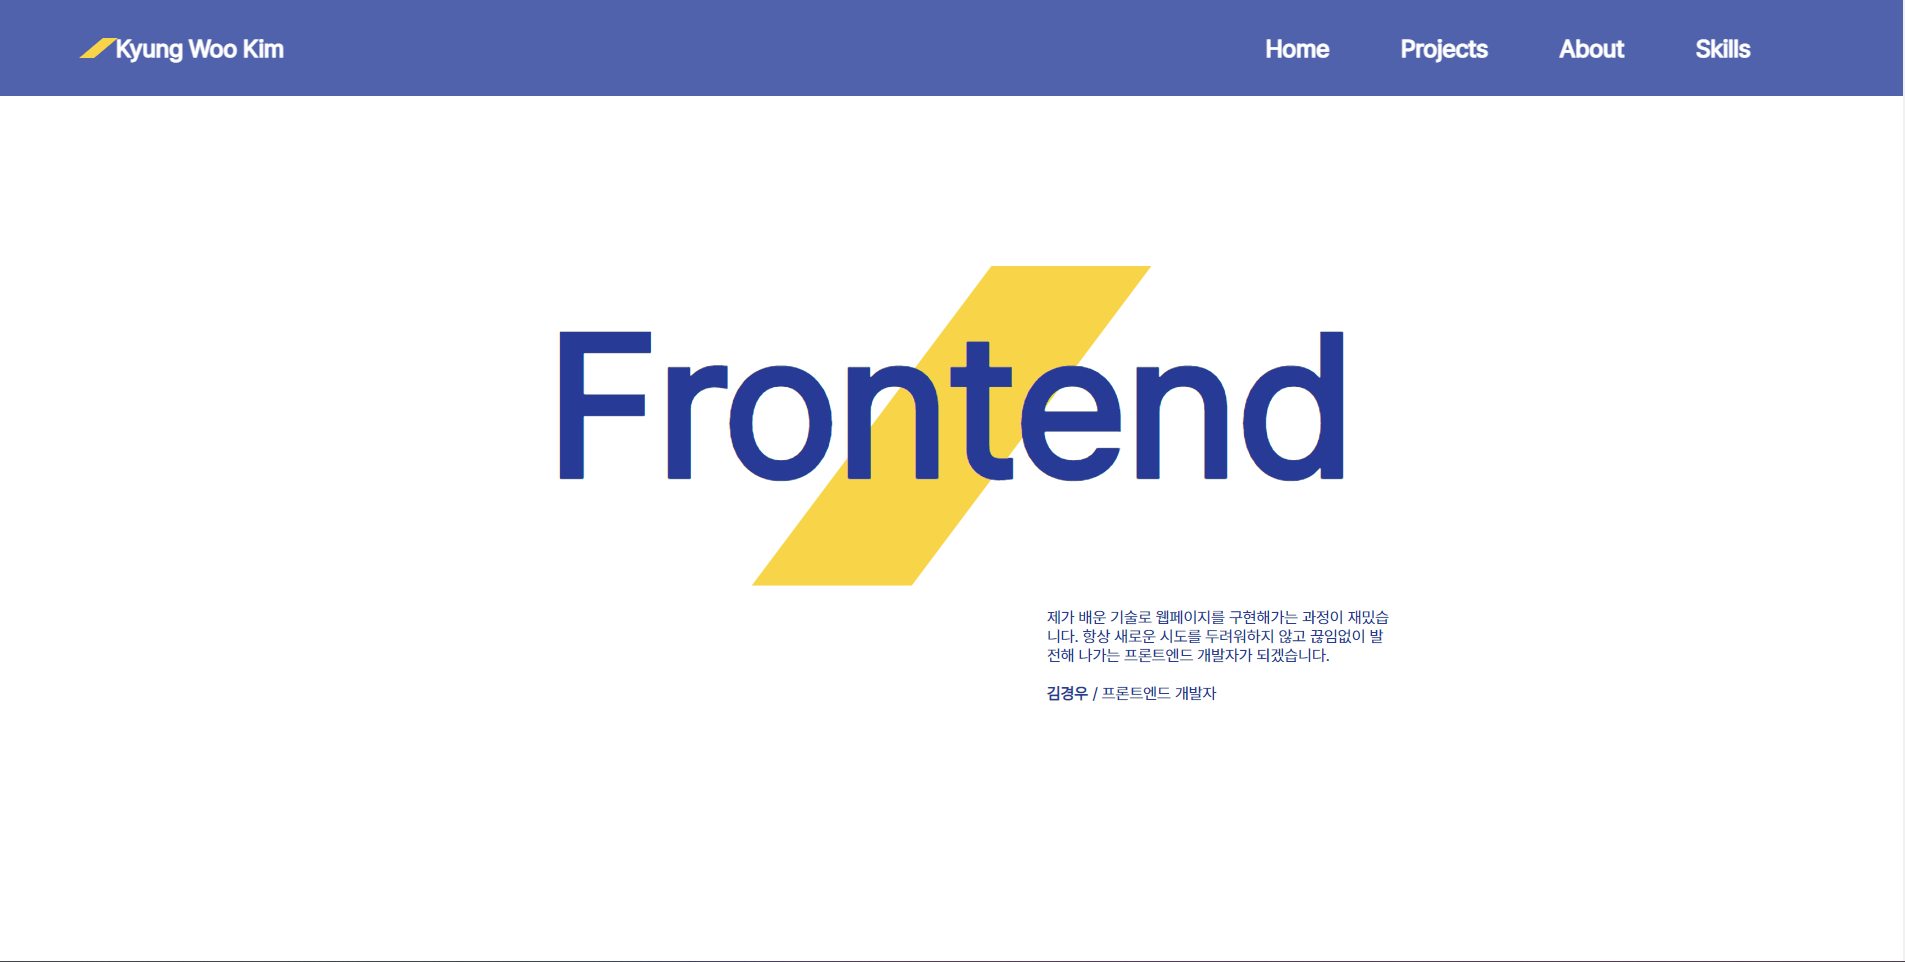 Kyung Woo Kim
Home Projects About Skills
Frontend
제가 배운 기술로 웹페이지를 구현해가는 과정이 재밌습
니다. 항상 새로운 시도를 두려워하지 않고 끊임없이 발
전해 나가는 프론트엔드 개발자가 되겠습니다.
김경우 / 프론트엔드 개발자